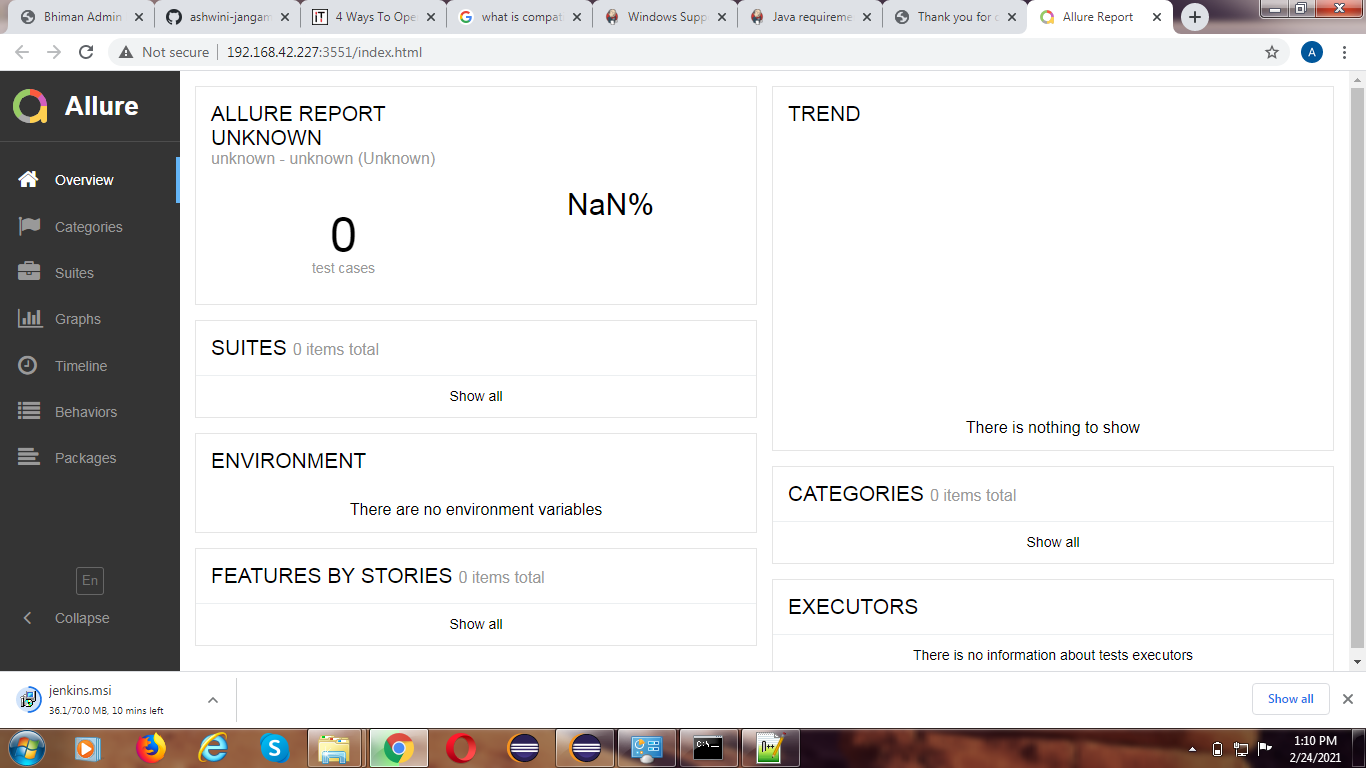 Bhiman Admin
ashwini-jangam
4 Ways To Ope
what is compat
Windows Supp
Java requireme
Thank you for
Allure Report
Not secure
192.168.42.227:3551/index.html
A
Allure
Overview
Categories
Suites
Graphs
Timeline
Behaviors
Packages
En
Collapse
ALLURE REPORT
UNKNOWN
unknown - unknown (Unknown)
0
test cases
NaN%
SUITES 0 items total
Show all
ENVIRONMENT
There are no environment variables
FEATURES BY STORIES 0 items total
Show all
TREND
There is nothing to show
CATEGORIES 0 items total
Show all
EXECUTORS
There is no information about tests executors
jenkins.msi
36.1/70.0 MB, 10 mins left
Show all
1:10 PM
2/24/2021